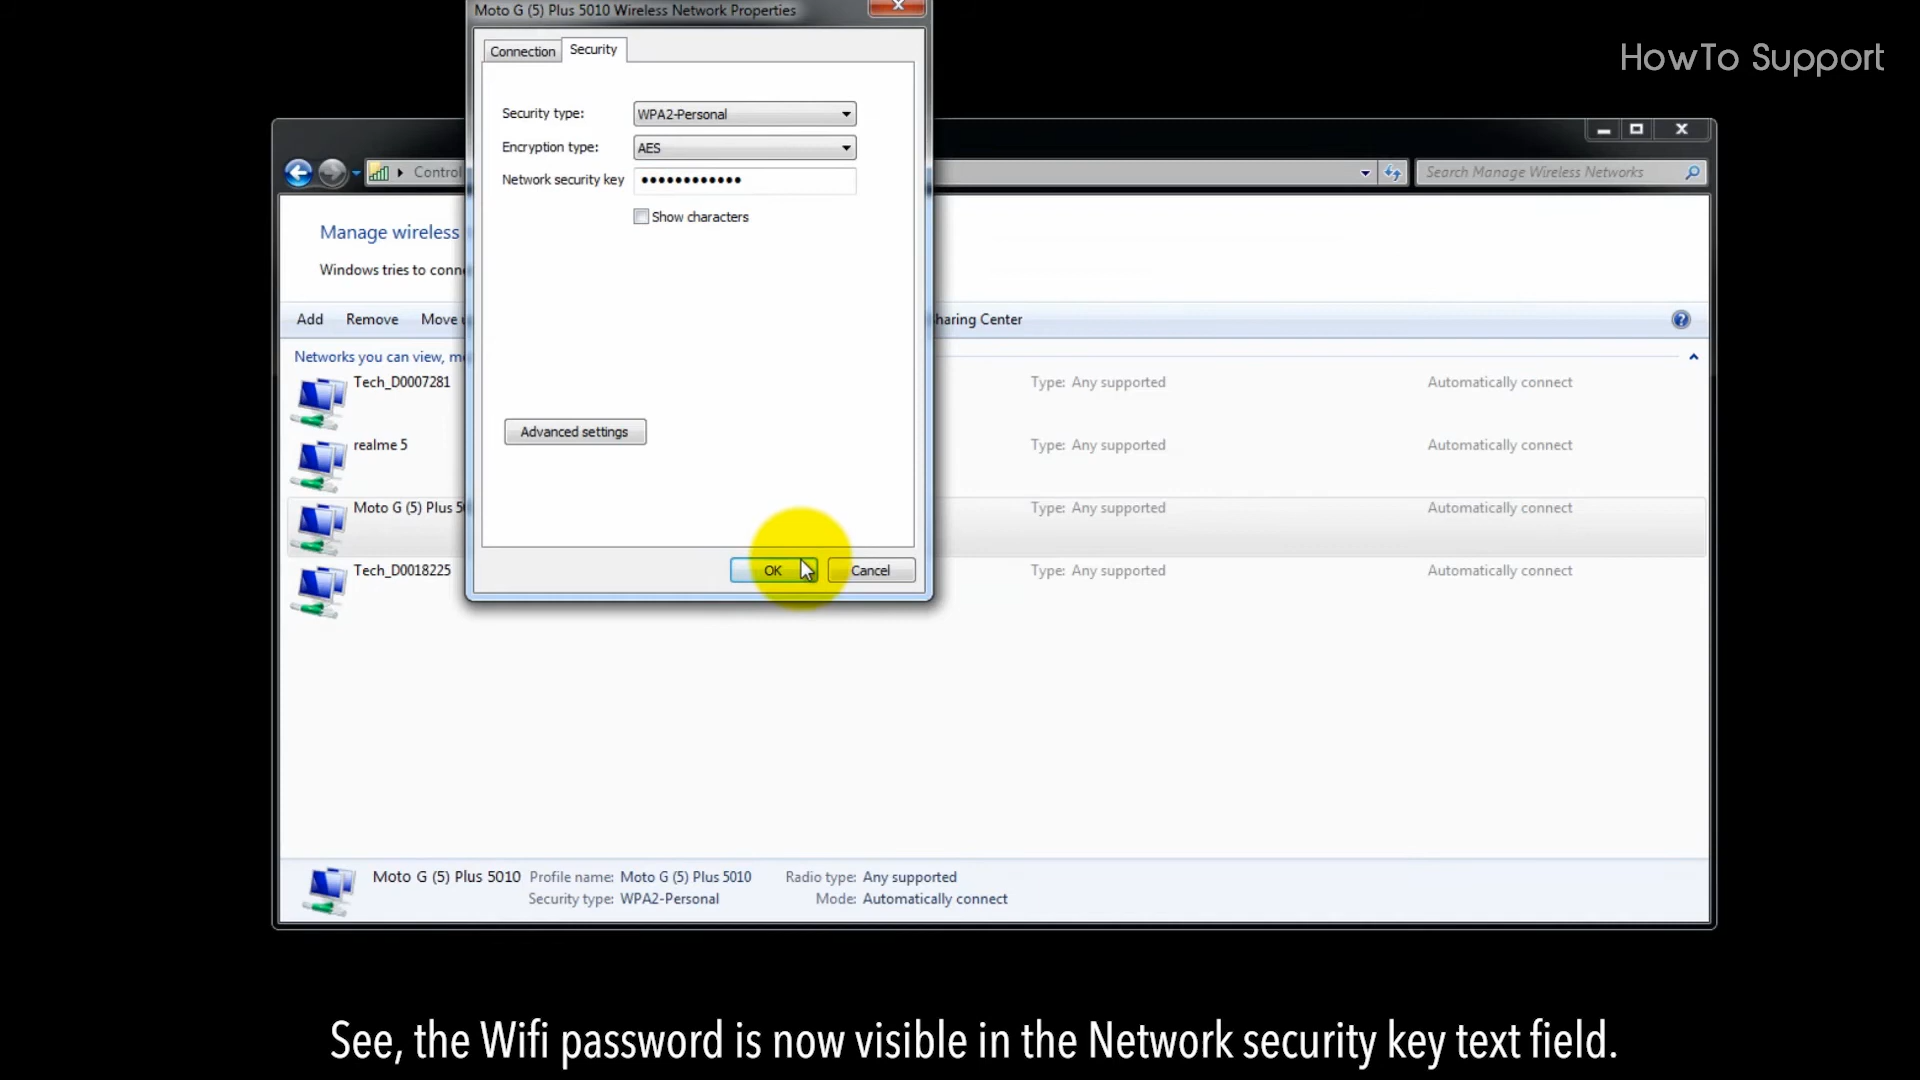 Moto G (5) Plus 5010 Wireless Network Properties
HowTo Support
Connection
Security
Security type:
WPA2-Personal
Encryption type:
AES
Network security key
••••••••••••
Show characters
Advanced settings
OK
Cancel
Control
Search Manage Wireless Networks
Manage wireless
Windows tries to conn
Add
Remove
Move u
haring Center
Networks you can view, m
Tech_D0007281
Type: Any supported
Automatically connect
realme 5
Type: Any supported
Automatically connect
Moto G (5) Plus 5
Type: Any supported
Automatically connect
Tech_D0018225
Type: Any supported
Automatically connect
Moto G (5) Plus 5010
Profile name: Moto G (5) Plus 5010
Radio type: Any supported
Security type: WPA2-Personal
Mode: Automatically connect
See, the Wifi password is now visible in the Network security key text field.